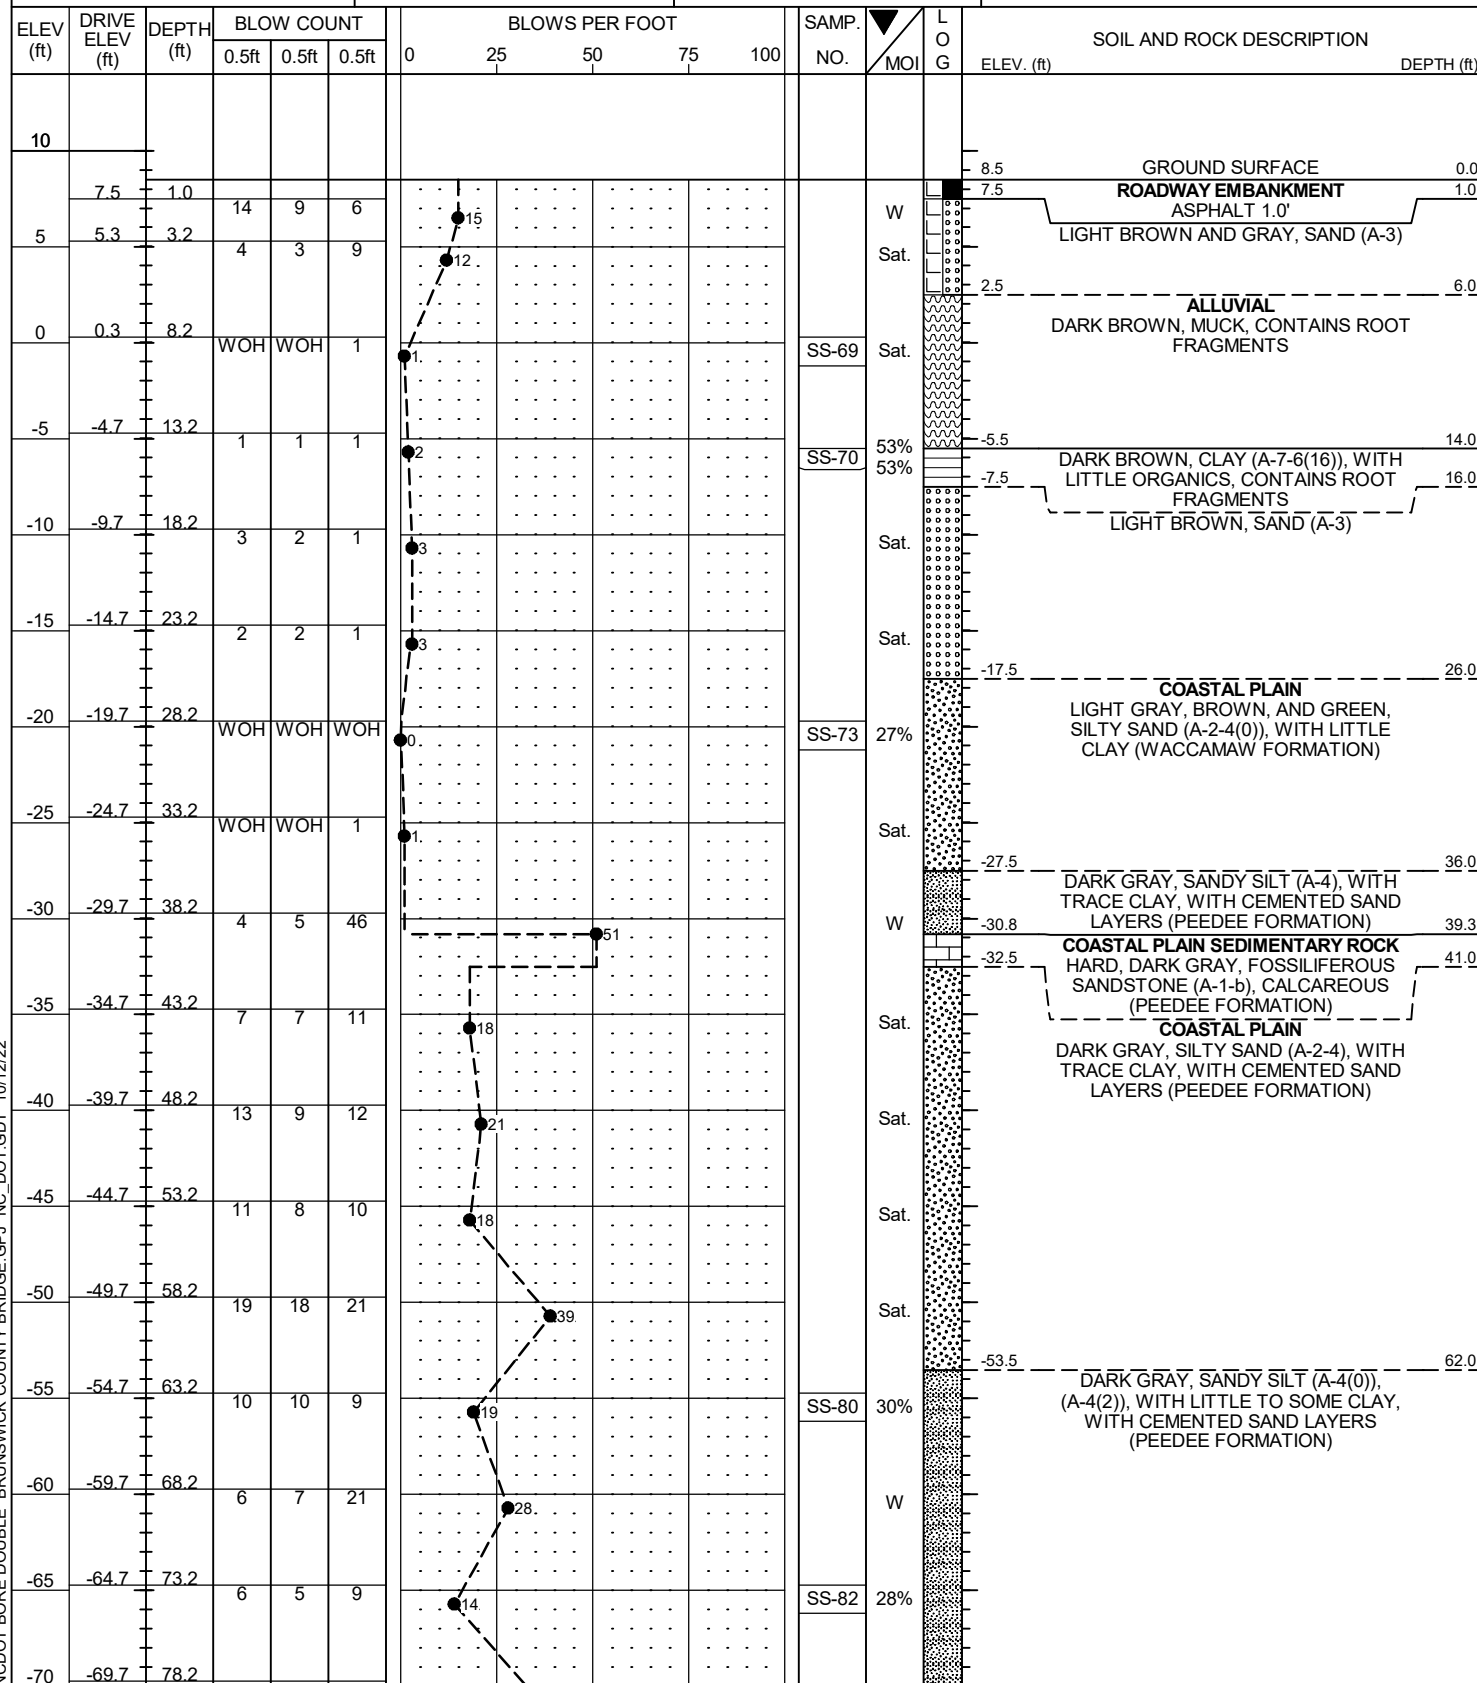 ELEV (ft) DRIVE ELEV (ft) DEPTH (ft) BLOW COUNT BLOWS PER FOOT SAMP. NO. MOI LOG SOIL AND ROCK DESCRIPTION
0.5ft 0.5ft 0.5ft 0 25 50 75 100 ELEV. (ft) DEPTH (ft)
10
8.5 GROUND SURFACE 0.0
7.5 1.0 7.5 ROADWAY EMBANKMENT 1.0
14 9 6 15 W ASPHALT 1.0'
5 5.3 3.2 LIGHT BROWN AND GRAY, SAND (A-3)
4 3 9 12 Sat.
2.5 6.0
ALLUVIAL
0 0.3 8.2 DARK BROWN, MUCK, CONTAINS ROOT
WOH WOH 1 1 SS-69 Sat. FRAGMENTS
-5 -4.7 13.2 -5.5 14.0
1 1 1 2 SS-70 53% 53% DARK BROWN, CLAY (A-7-6(16)), WITH
-7.5 LITTLE ORGANICS, CONTAINS ROOT 16.0
FRAGMENTS
-10 -9.7 18.2 LIGHT BROWN, SAND (A-3)
3 2 1 3 Sat.
-15 -14.7 23.2
2 2 1 3 Sat.
-17.5 26.0
COASTAL PLAIN
-20 -19.7 28.2 LIGHT GRAY, BROWN, AND GREEN,
WOH WOH WOH 0 SS-73 27% SILTY SAND (A-2-4(0)), WITH LITTLE
CLAY (WACCAMAW FORMATION)
-25 -24.7 33.2
WOH WOH 1 1 Sat.
-27.5 36.0
DARK GRAY, SANDY SILT (A-4), WITH
-30 -29.7 38.2 TRACE CLAY, WITH CEMENTED SAND
4 5 46 51 W -30.8 LAYERS (PEEDEE FORMATION) 39.3
COASTAL PLAIN SEDIMENTARY ROCK
-32.5 HARD, DARK GRAY, FOSSILIFEROUS 41.0
SANDSTONE (A-1-b), CALCAREOUS
-35 -34.7 43.2 (PEEDEE FORMATION)
7 7 11 18 Sat. COASTAL PLAIN
DARK GRAY, SILTY SAND (A-2-4), WITH
TRACE CLAY, WITH CEMENTED SAND
-40 -39.7 48.2 LAYERS (PEEDEE FORMATION)
13 9 12 21 Sat.
-45 -44.7 53.2
11 8 10 18 Sat.
-50 -49.7 58.2
19 18 21 39 Sat.
-53.5 62.0
-55 -54.7 63.2 DARK GRAY, SANDY SILT (A-4(0)),
10 10 9 19 SS-80 30% (A-4(2)), WITH LITTLE TO SOME CLAY,
WITH CEMENTED SAND LAYERS
(PEEDEE FORMATION)
-60 -59.7 68.2
6 7 21 28 W
-65 -64.7 73.2
6 5 9 14 SS-82 28%
-70 -69.7 78.2
BORE DOUBLE BRUNSWICK COUNTY BRIDGE.GPJ NC_DOT.GDT 10/12/22